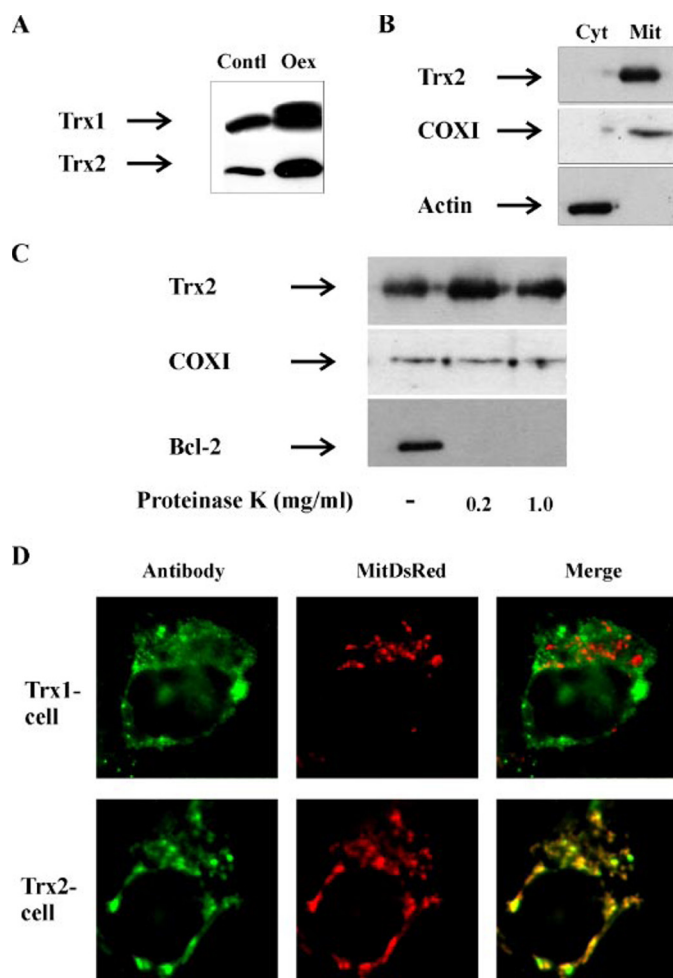 A
Contl Oex
Trx1
Trx2
B
Cyt Mit
Trx2
COXI
Actin
C
Trx2
COXI
Bcl-2
Proteinase K (mg/ml) - 0.2 1.0
D
Antibody MitDsRed Merge
Trx1-
cell
Trx2-
cell